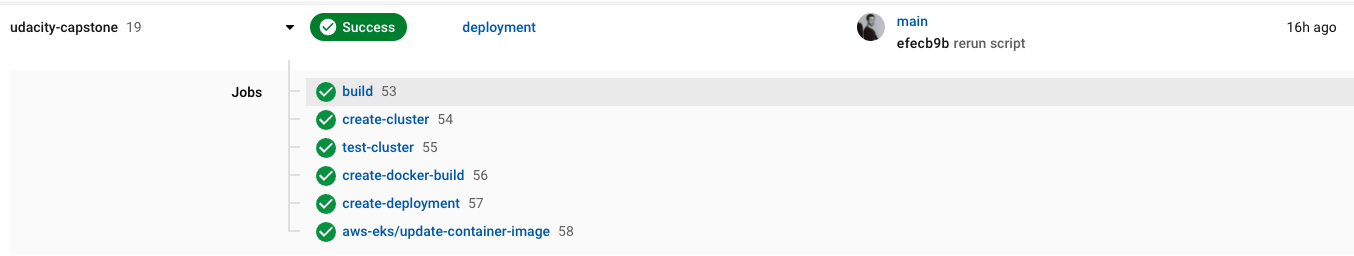 udacity-capstone 19 Success deployment main 16h ago
efecb9b rerun script
Jobs build 53
create-cluster 54
test-cluster 55
create-docker-build 56
create-deployment 57
aws-eks/update-container-image 58